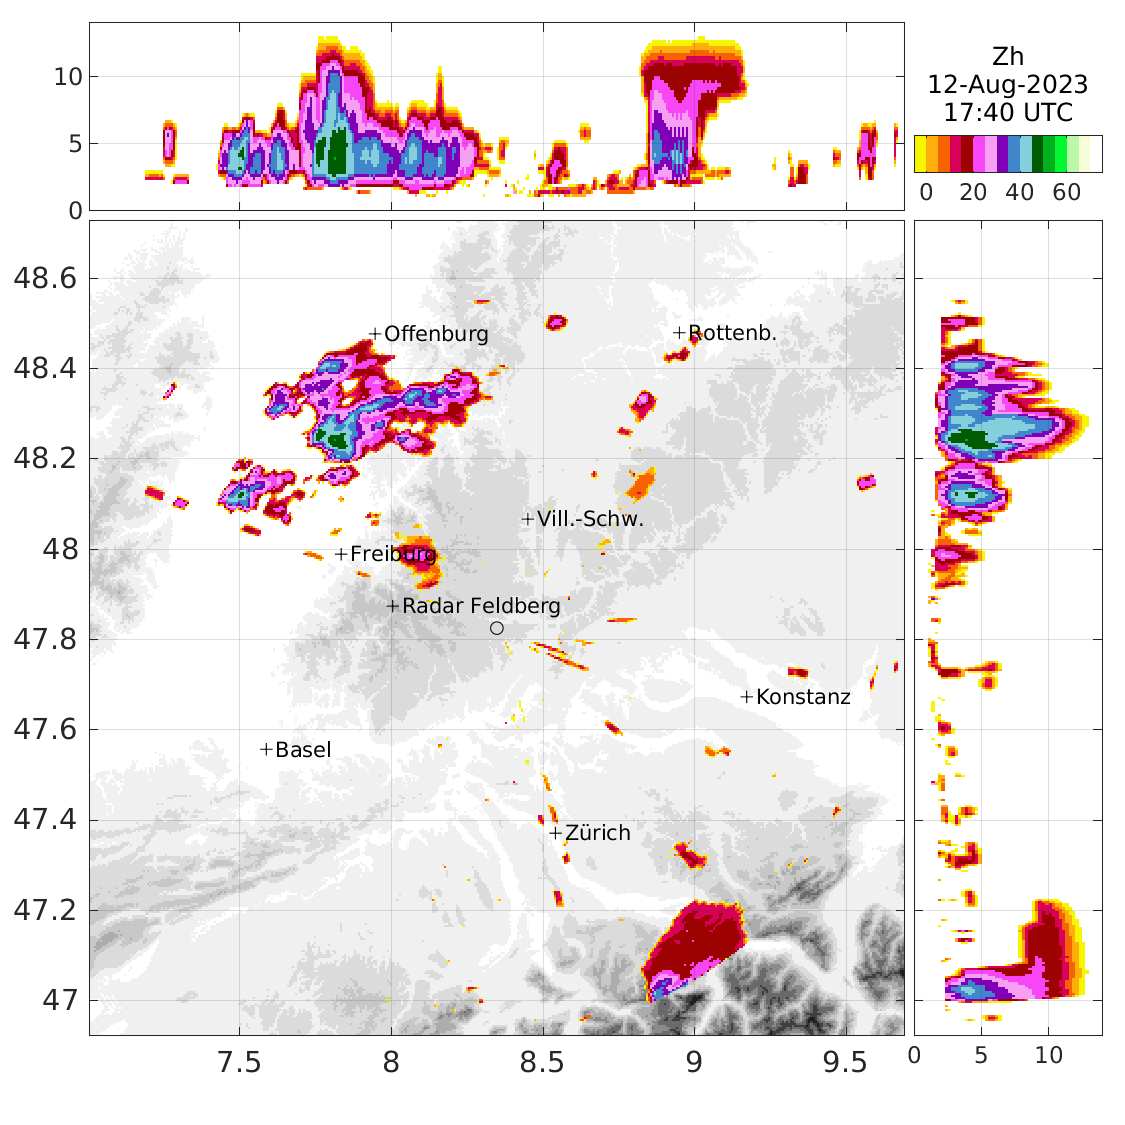 10
5
0
Zh
12-Aug-2023
17:40 UTC
0 20 40 60
48.6
48.4
48.2
48
47.8
47.6
47.4
47.2
47
+Offenburg
+Rottenb.
+Vill.-Schw.
+Freiburg
+Radar Feldberg
+Konstanz
+Basel
+Zürich
7.5 8 8.5 9 9.5
0 5 10